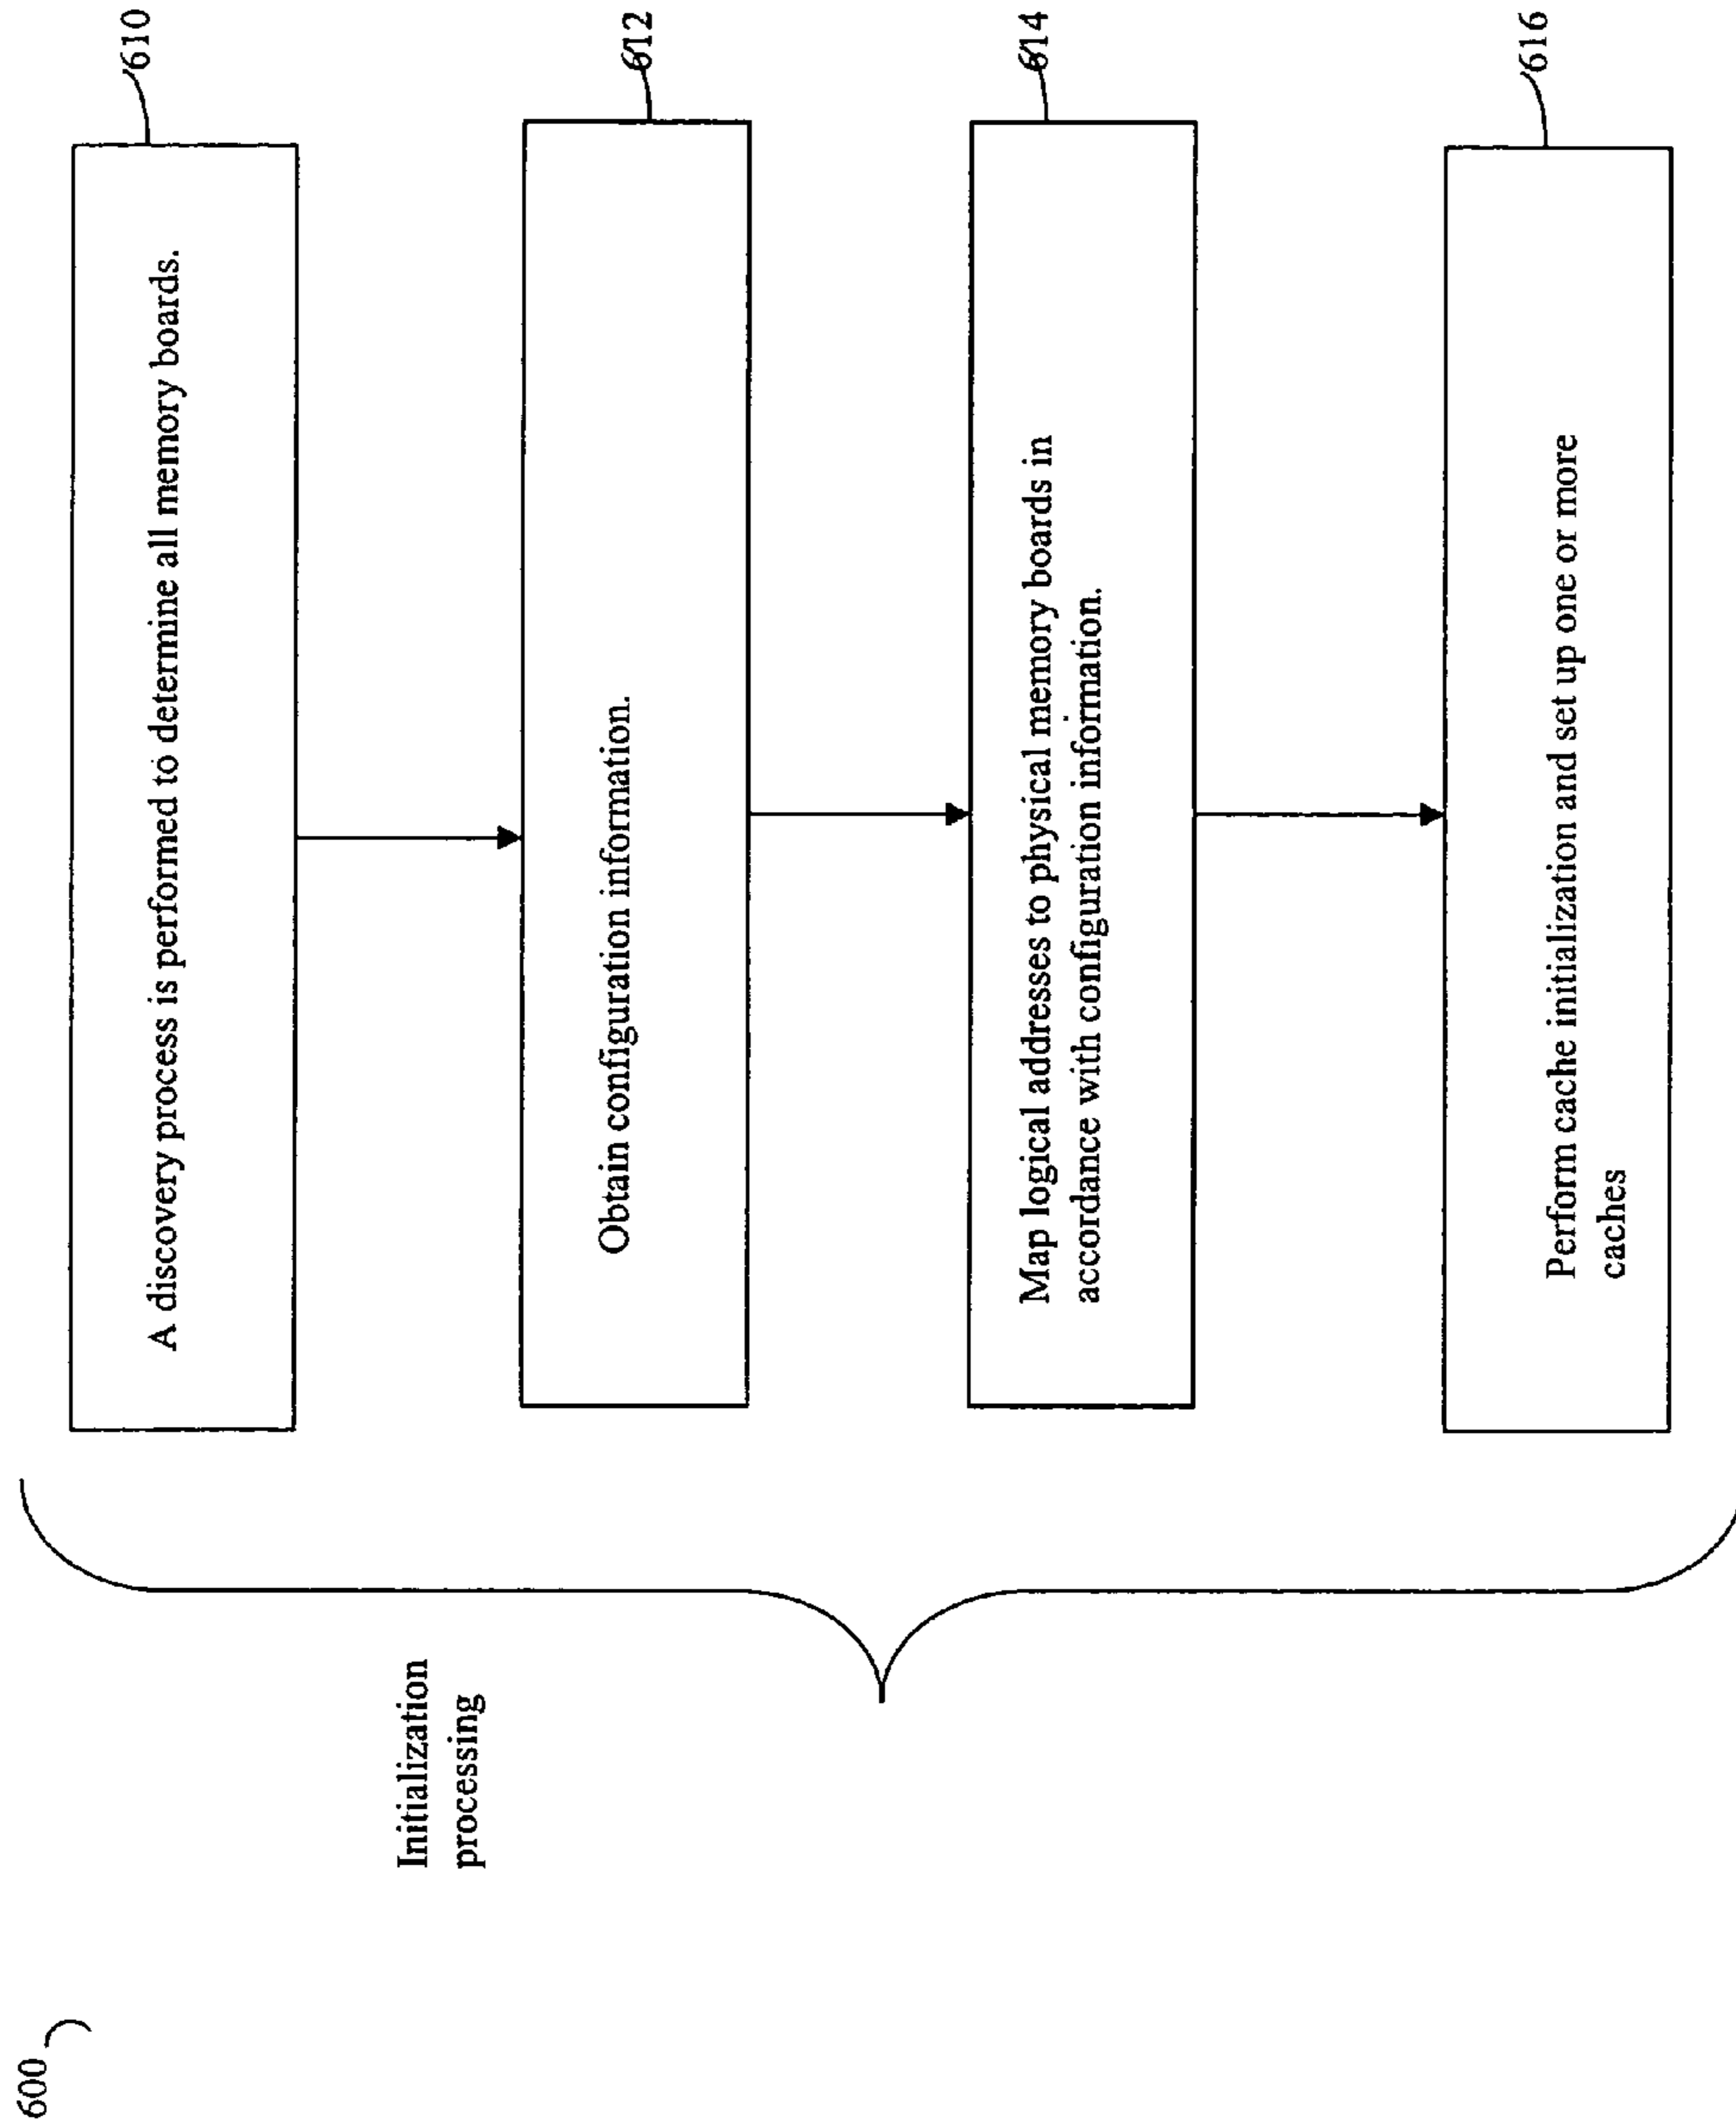 600
Initialization
processing
A discovery process is performed to determine all memory boards.
610
Obtain configuration information.
612
Map logical addresses to physical memory boards in
accordance with configuration information.
614
Perform cache initialization and set up one or more
caches
616